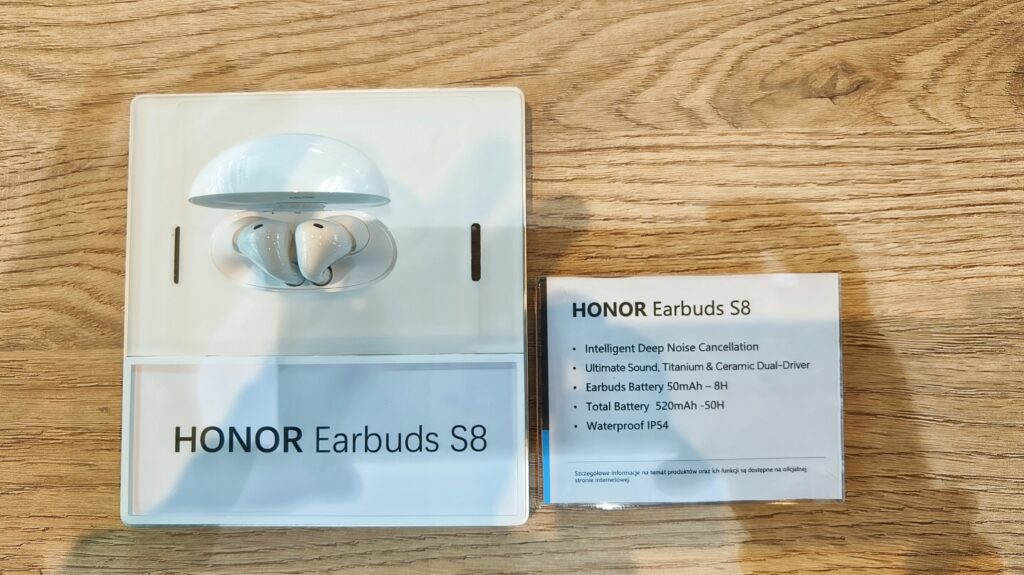 HONOR Earbuds S8
HONOR Earbuds S8
• Intelligent Deep Noise Cancellation
• Ultimate Sound, Titanium & Ceramic Dual-Driver
• Earbuds Battery 50mAh – 8H
• Total Battery 520mAh -50H
• Waterproof IP54
Szczegółowe informacje na temat produktów oraz ich funkcji są dostępne na oficjalnej
stronie internetowej.